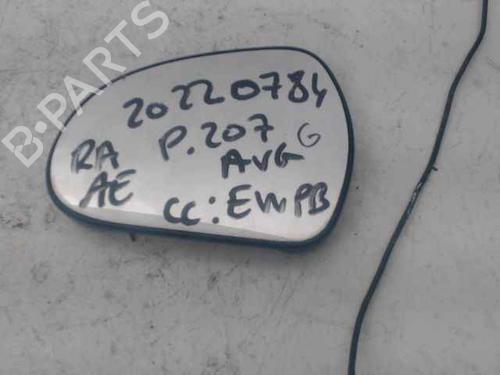 B-PARTS
20220784
P.207 G
RA AVG
AE CC: EWPB